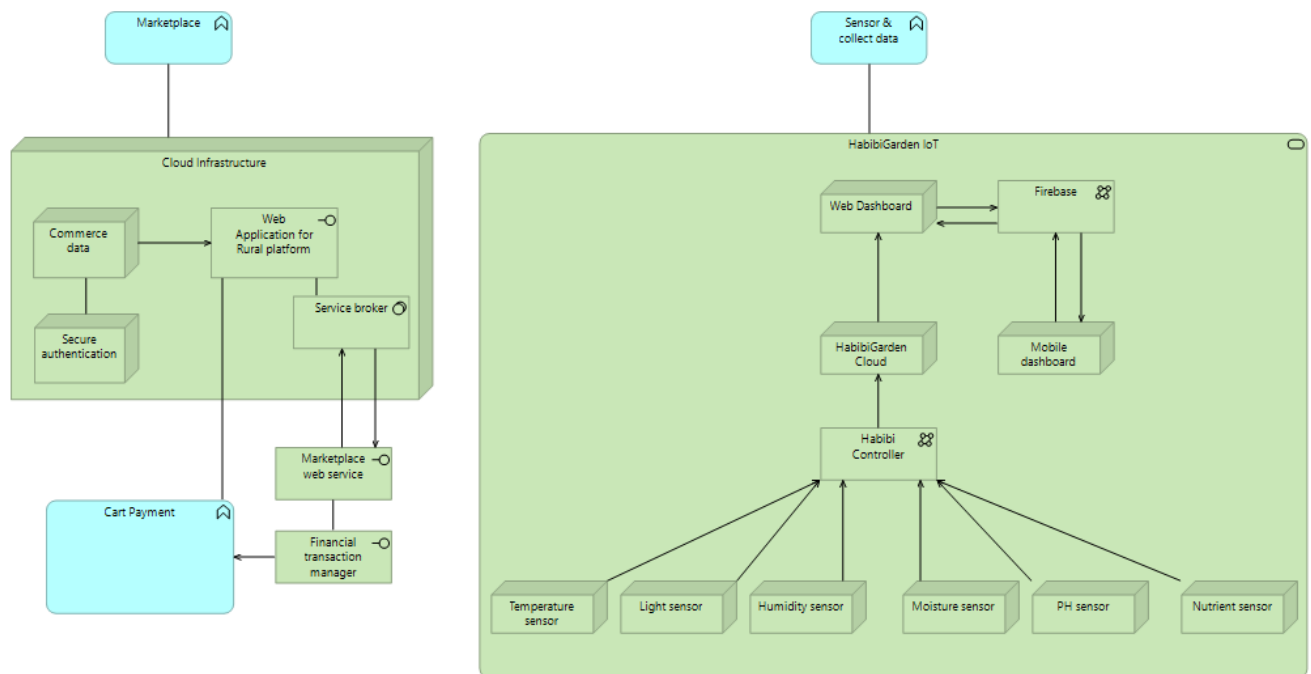 Marketplace
Sensor &
collect data
Cloud Infrastructure
Commerce
data
Web
Application for
Rural platform
Service broker
Secure
authentication
Marketplace
web service
Cart Payment
Financial
transaction
manager
HabibiGarden IoT
Web Dashboard
Firebase
HabibiGarden
Cloud
Mobile
dashboard
Habibi
Controller
Temperature
sensor
Light sensor
Humidity sensor
Moisture sensor
PH sensor
Nutrient sensor